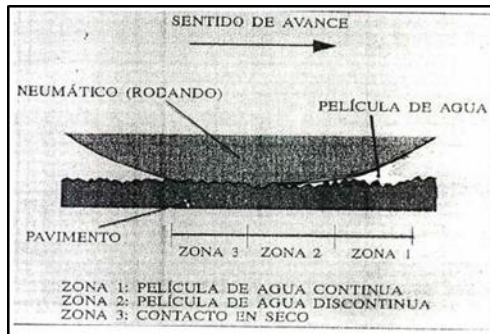 SENTIDO DE AVANCE
NEUMÁTICO (RODANDO)
PELÍCULA DE AGUA
PAVIMENTO
ZONA 3 ZONA 2 ZONA 1
ZONA 1: PELÍCULA DE AGUA CONTINUA
ZONA 2: PELÍCULA DE AGUA DISCONTINUA
ZONA 3: CONTACTO EN SECO